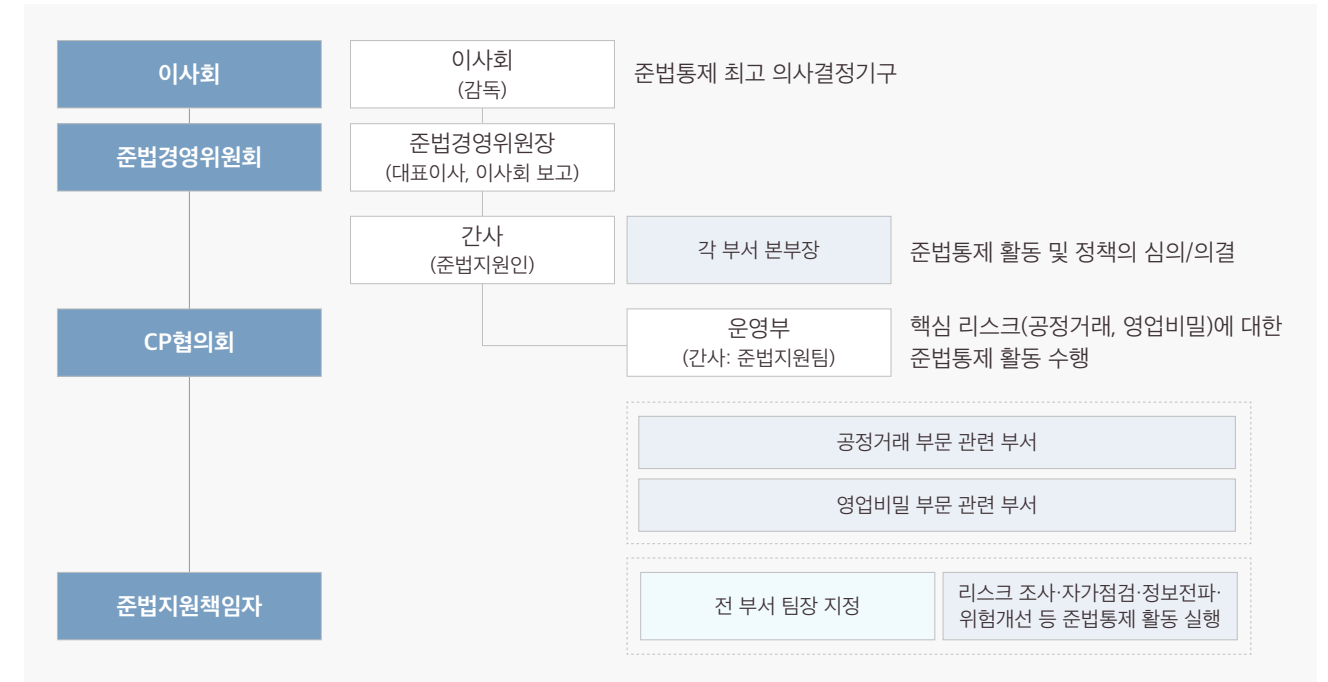 이사회
이사회
(감독)
준법통제 최고 의사결정기구
준법경영위원회
준법경영위원장
(대표이사, 이사회 보고)
간사
(준법지원인)
각 부서 본부장
준법통제 활동 및 정책의 심의/의결
CP협의회
운영부
(간사: 준법지원팀)
핵심 리스크(공정거래, 영업비밀)에 대한
준법통제 활동 수행
공정거래 부문 관련 부서
영업비밀 부문 관련 부서
준법지원책임자
전 부서 팀장 지정
리스크 조사·자가점검·정보전파·
위험개선 등 준법통제 활동 실행